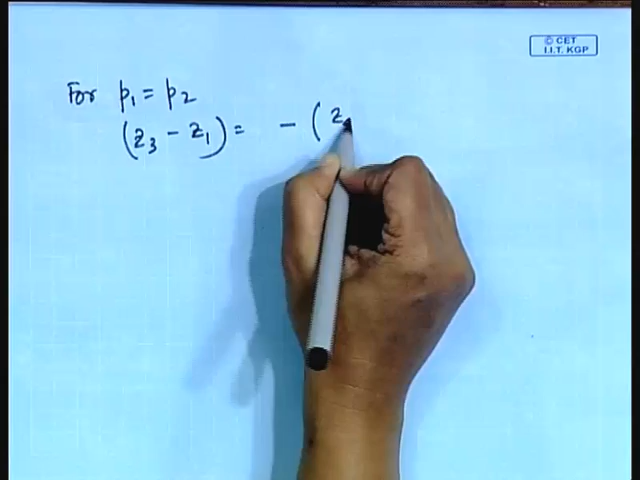 © CET
I.I.T. KGP
For p₁ = p₂
(z₃ - z₁) = - (z